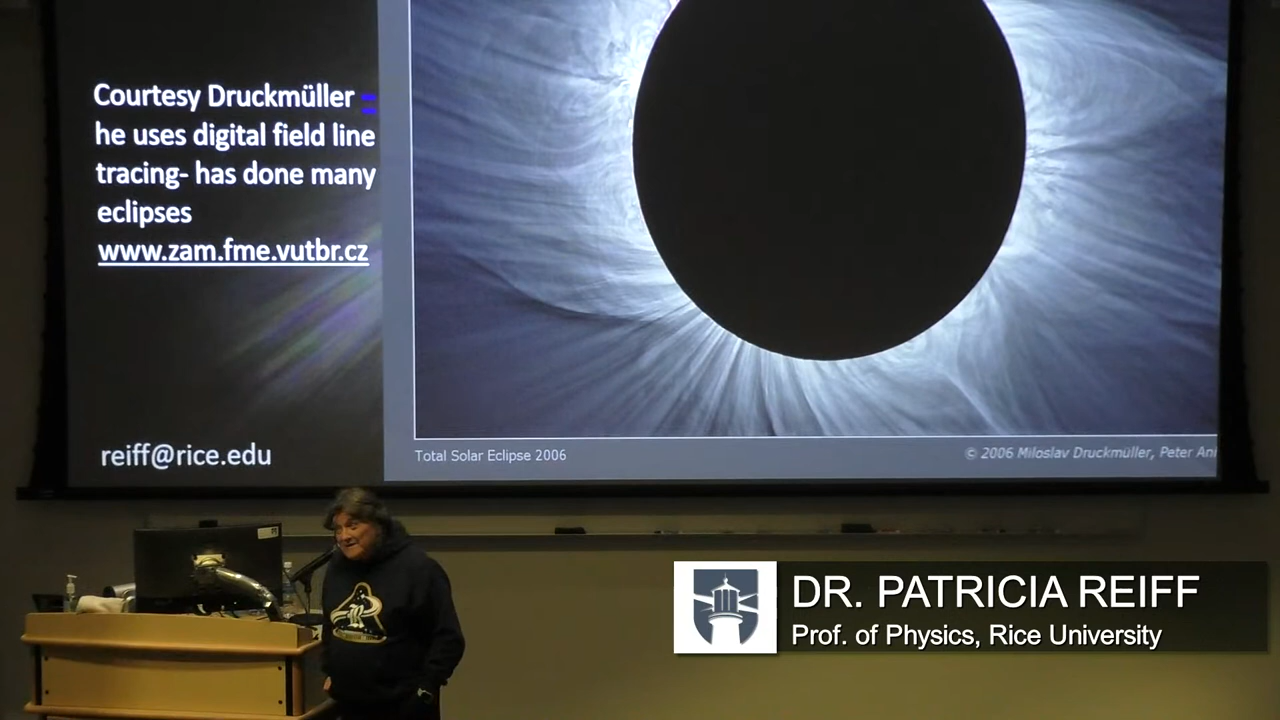 Courtesy Druckmüller -
he uses digital field line
tracing- has done many
eclipses
www.zam.fme.vutbr.cz
reiff@rice.edu
Total Solar Eclipse 2006
© 2006 Miloslav Druckmüller, Peter
DR. PATRICIA REIFF
Prof. of Physics, Rice University